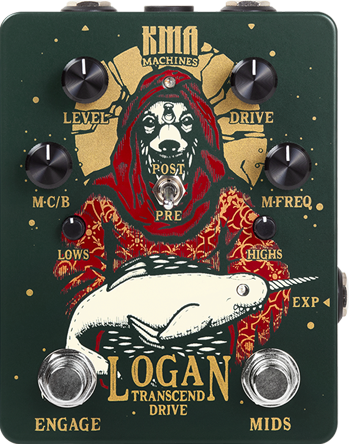 KMA
MACHINES
LEVEL
DRIVE
POST
M·C/B
M·FREQ
PRE
LOWS
HIGHS
EXP
LOGAN
TRANSCEND
DRIVE
ENGAGE
MIDS